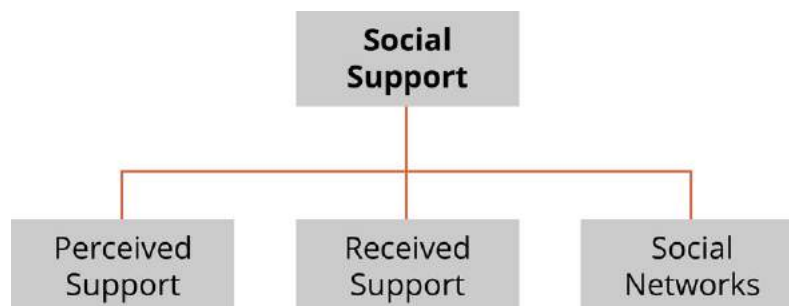 Social
Support
Perceived
Support
Received
Support
Social
Networks